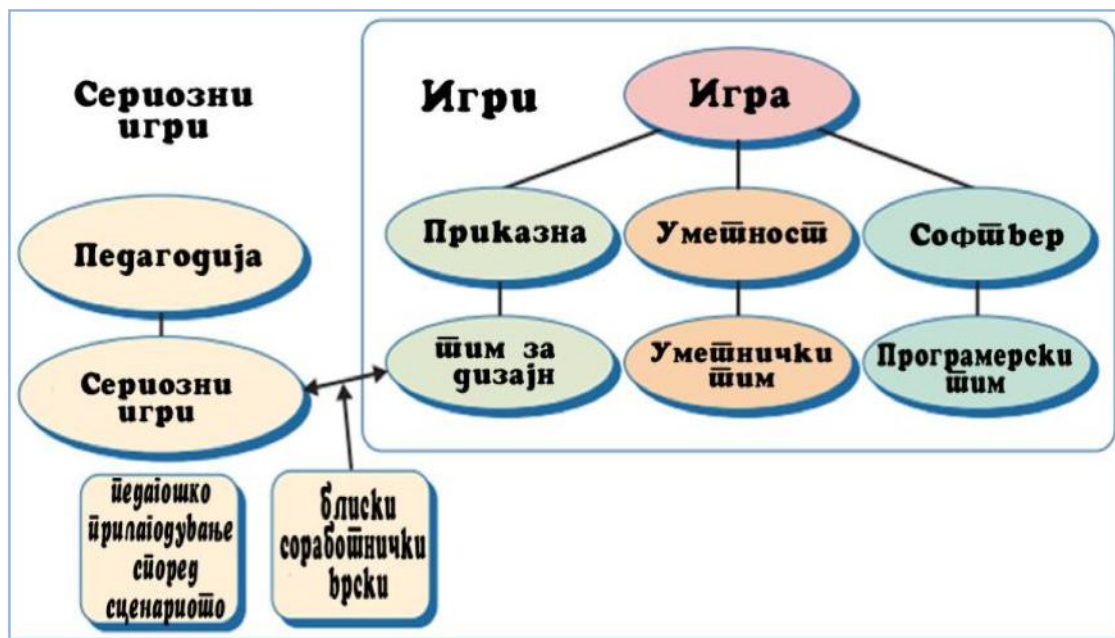 Сериозни
игри
Игри
Игра
Педагодија
Приказна
Уметност
Софтвер
Сериозни
игри
тим за
дизајн
Уметнички
тим
Програмерски
тим
педагошко
прилагодување
според
сценариото
блиски
соработнички
врски